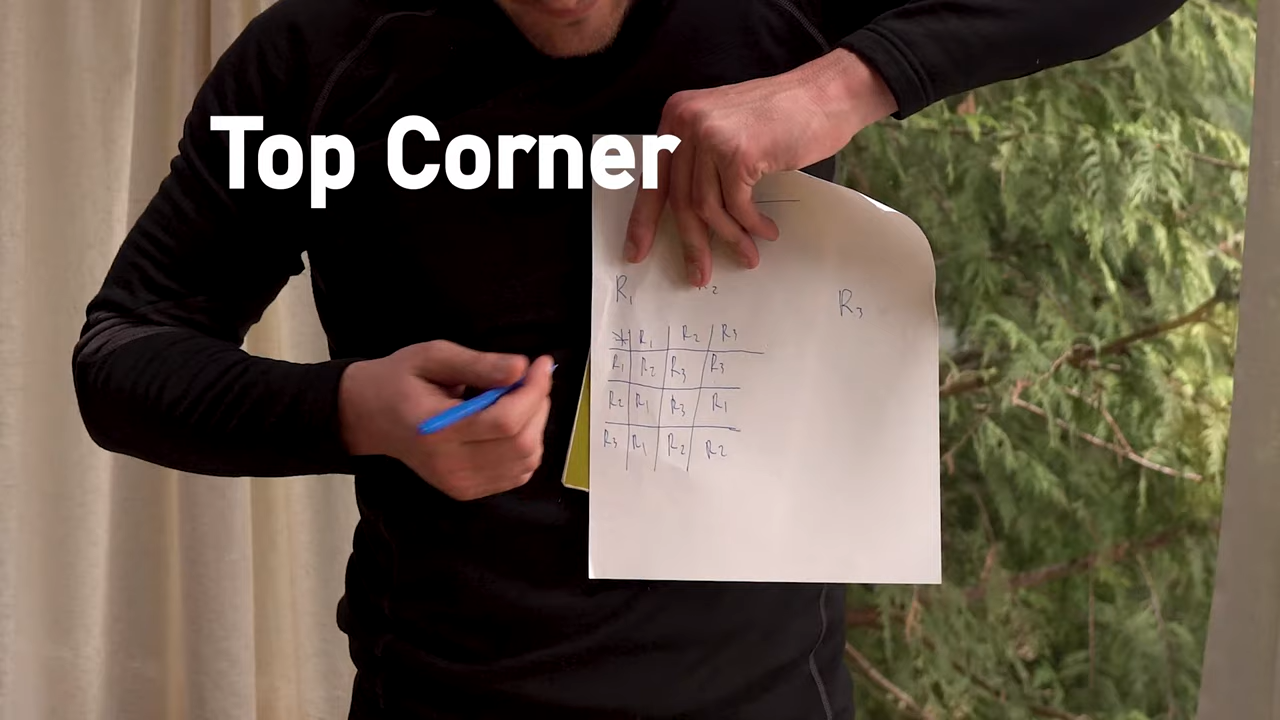 Top Corner
R₁ R₂ R₃
* R₁ R₂ R₃
R₁ R₂ R₃ R₃
R₂ R₁ R₃ R₁
R₃ R₁ R₂ R₂